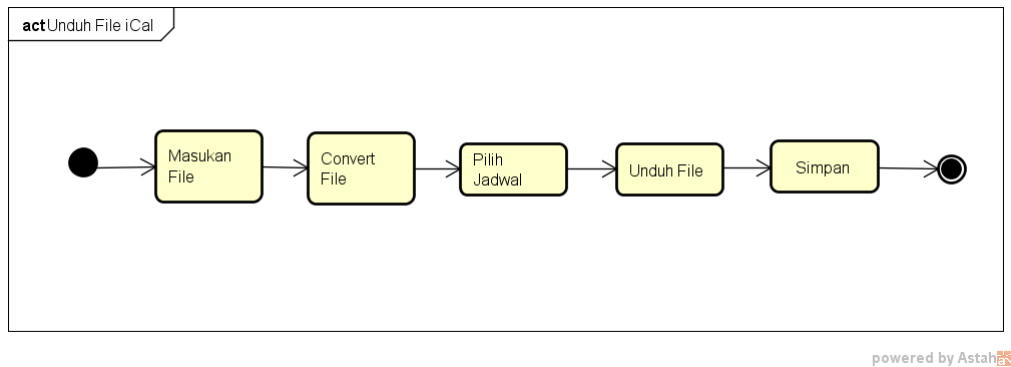 act Unduh File iCal
Masukan
File
Convert
File
Pilih
Jadwal
Unduh File
Simpan
powered by Astah